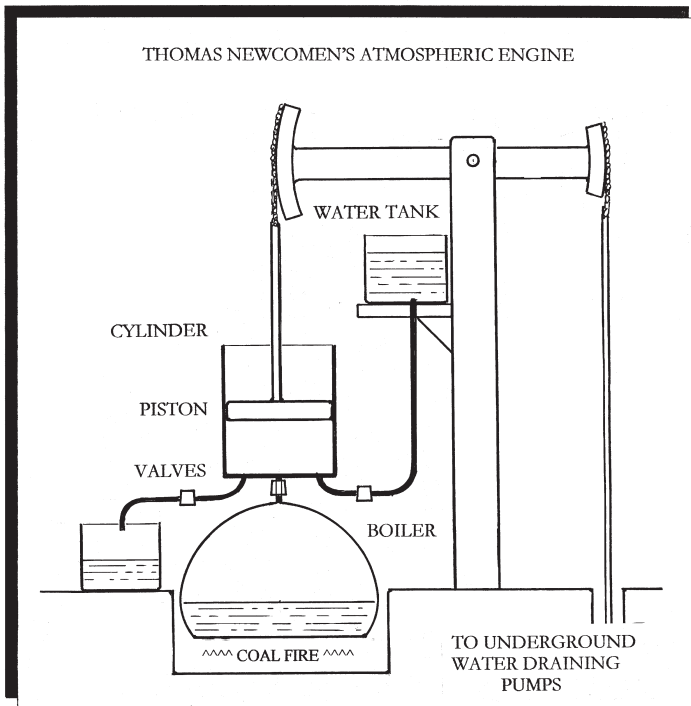 THOMAS NEWCOMEN'S ATMOSPHERIC ENGINE
WATER TANK
CYLINDER
PISTON
VALVES
BOILER
^^^^ COAL FIRE ^^^^
TO UNDERGROUND
WATER DRAINING
PUMPS